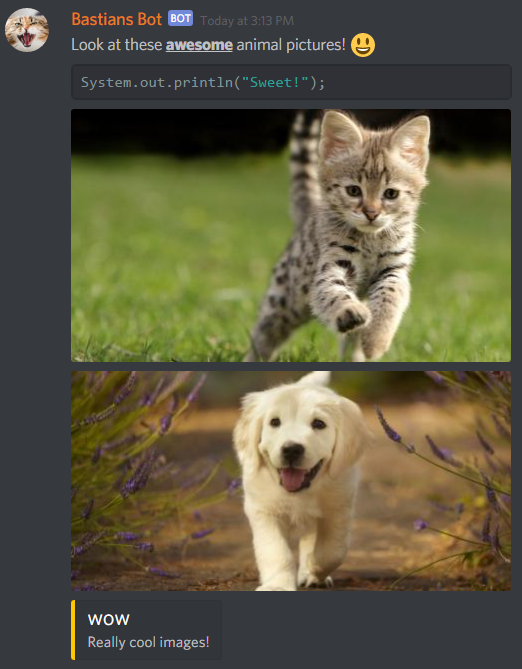 Bastians Bot BOT Today at 3:13 PM
Look at these awesome animal pictures! 😃
System.out.println("Sweet!");
WOW
Really cool images!